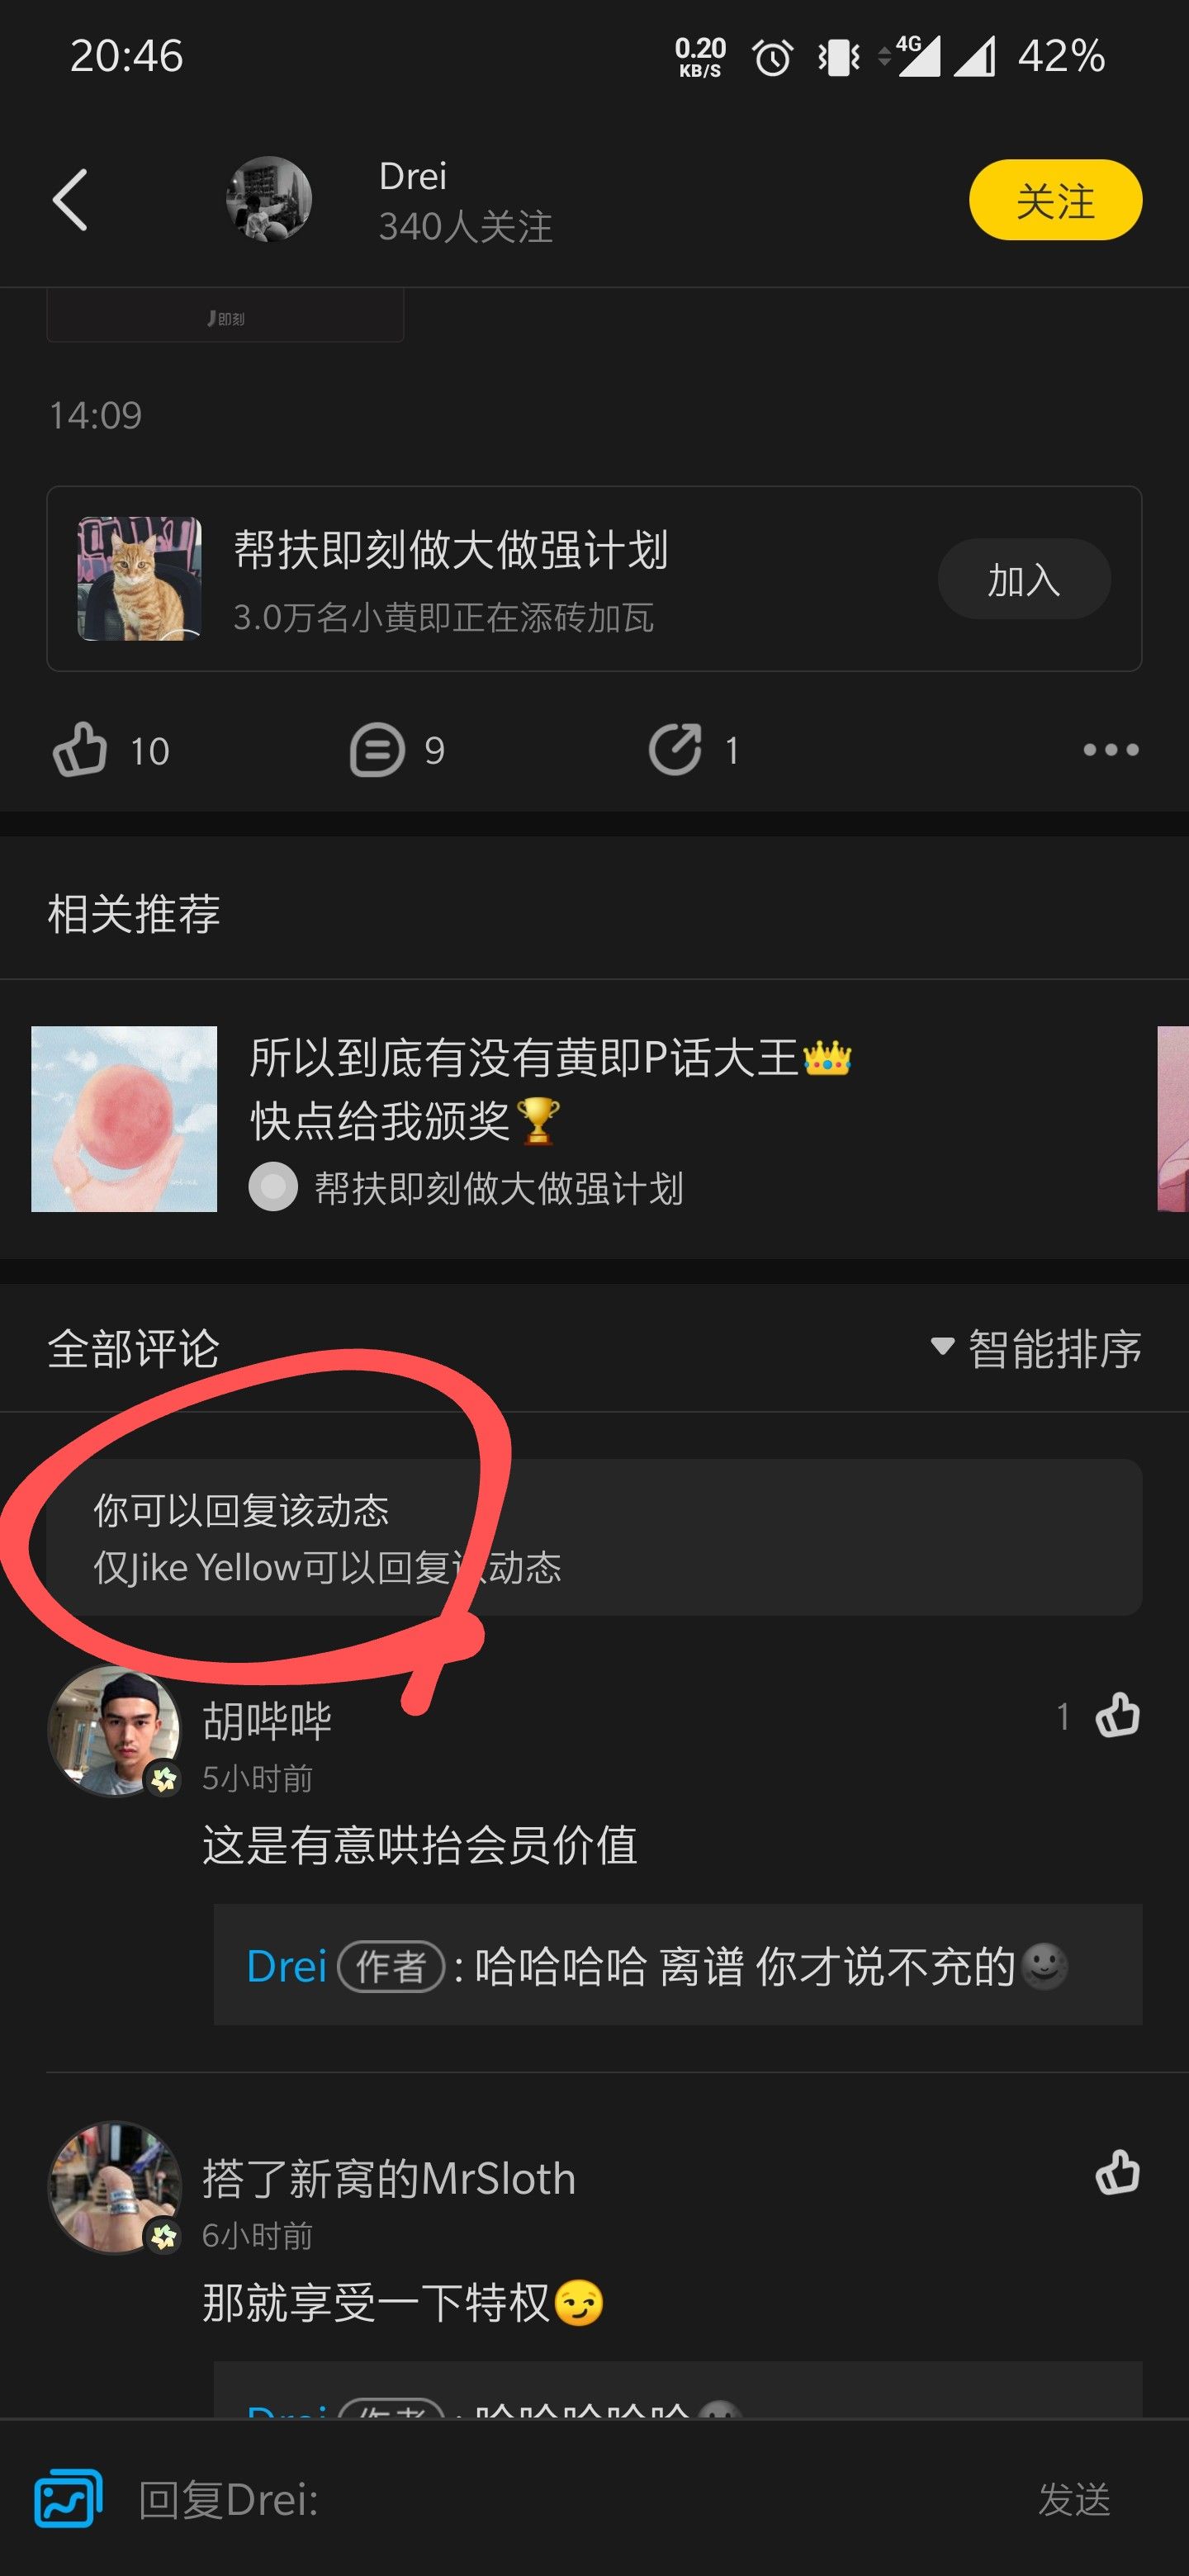 20:46
0.20
KB/S
4G
42%
Drei
340人关注
关注
即刻
14:09
帮扶即刻做大做强计划
3.0万名小黄即正在添砖加瓦
加入
10
9
1
相关推荐
所以到底有没有黄即P话大王👑
快点给我颁奖🏆
帮扶即刻做大做强计划
全部评论
智能排序
你可以回复该动态
仅Jike Yellow可以回复该动态
胡哔哔
1
5小时前
这是有意哄抬会员价值
Drei 作者 : 哈哈哈哈 离谱 你才说不充的🌚
搭了新窝的MrSloth
6小时前
那就享受一下特权😏
Drei 作者 : 哈哈哈哈哈🌚
回复Drei:
发送